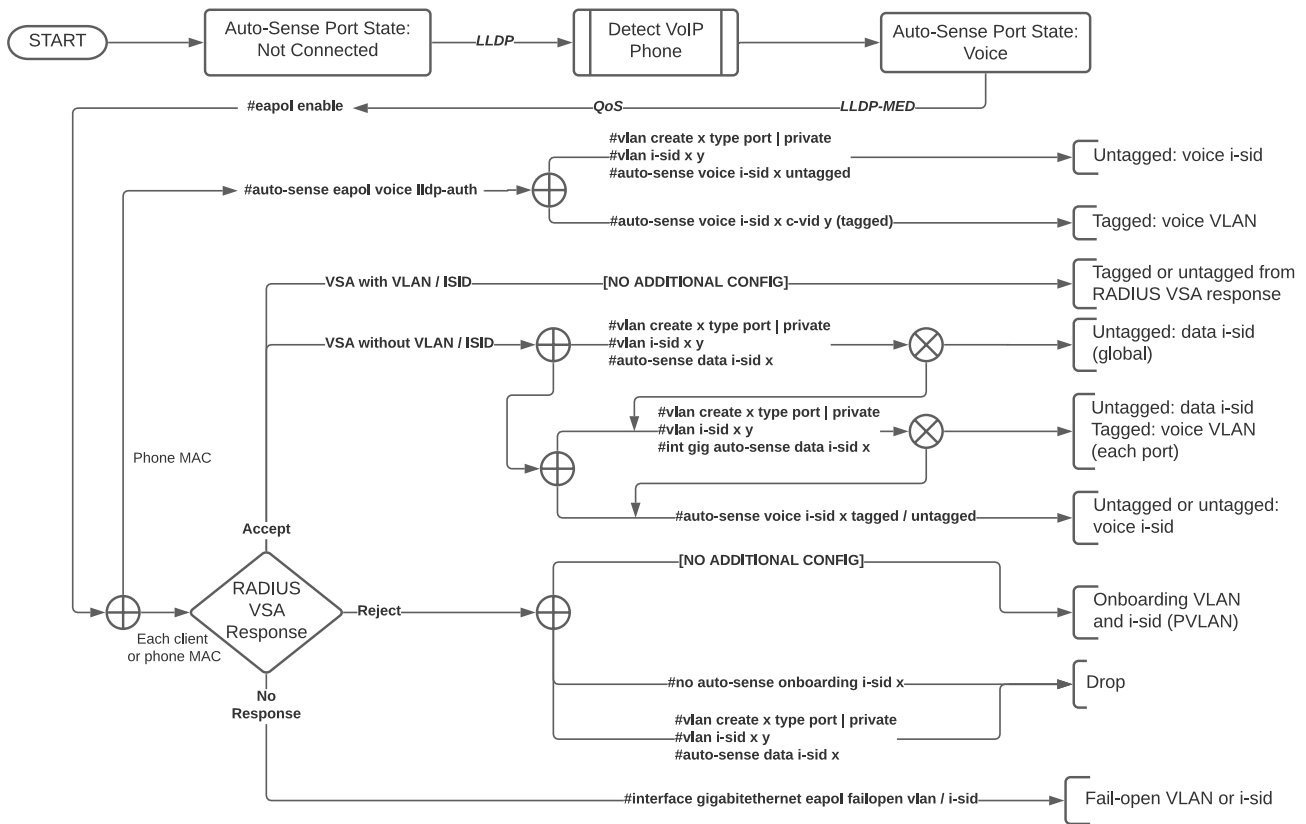 START
Auto-Sense Port State:
Not Connected
LLDP
Detect VoIP
Phone
Auto-Sense Port State:
Voice
#eapol enable
QoS
LLDP-MED
#vlan create x type port | private
#vlan i-sid x y
#auto-sense voice i-sid x untagged
Untagged: voice i-sid
#auto-sense eapol voice lldp-auth
#auto-sense voice i-sid x c-vid y (tagged)
Tagged: voice VLAN
VSA with VLAN / ISID
[NO ADDITIONAL CONFIG]
Tagged or untagged from
RADIUS VSA response
VSA without VLAN / ISID
#vlan create x type port | private
#vlan i-sid x y
#auto-sense data i-sid x
Untagged: data i-sid
(global)
#vlan create x type port | private
#vlan i-sid x y
#int gig auto-sense data i-sid x
Untagged: data i-sid
Tagged: voice VLAN
(each port)
Phone MAC
#auto-sense voice i-sid x tagged / untagged
Untagged or untagged:
voice i-sid
Accept
RADIUS
VSA
Response
Each client
or phone MAC
Reject
[NO ADDITIONAL CONFIG]
Onboarding VLAN
and i-sid (PVLAN)
#no auto-sense onboarding i-sid x
Drop
No
Response
#vlan create x type port | private
#vlan i-sid x y
#auto-sense data i-sid x
#interface gigabitethernet eapol failopen vlan / i-sid
Fail-open VLAN or i-sid